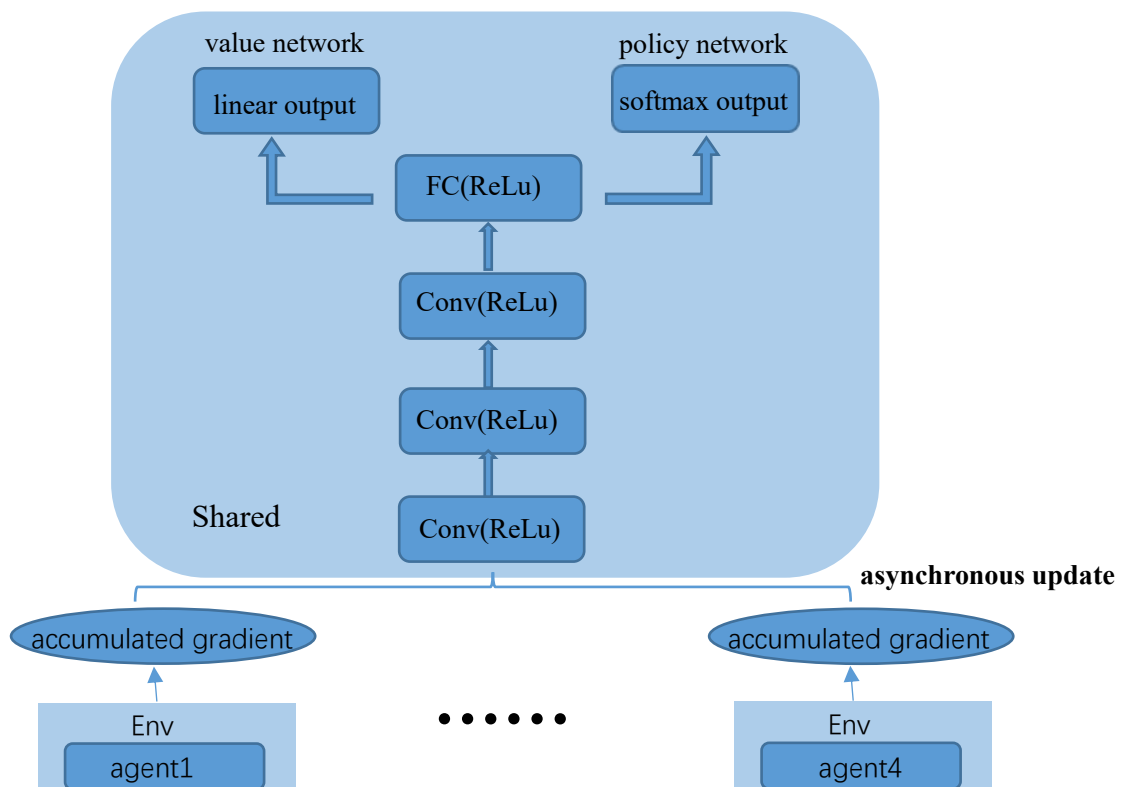 value network
policy network
linear output
softmax output
FC(ReLu)
Conv(ReLu)
Conv(ReLu)
Shared
Conv(ReLu)
asynchronous update
accumulated gradient
accumulated gradient
Env
......
Env
agent1
agent4